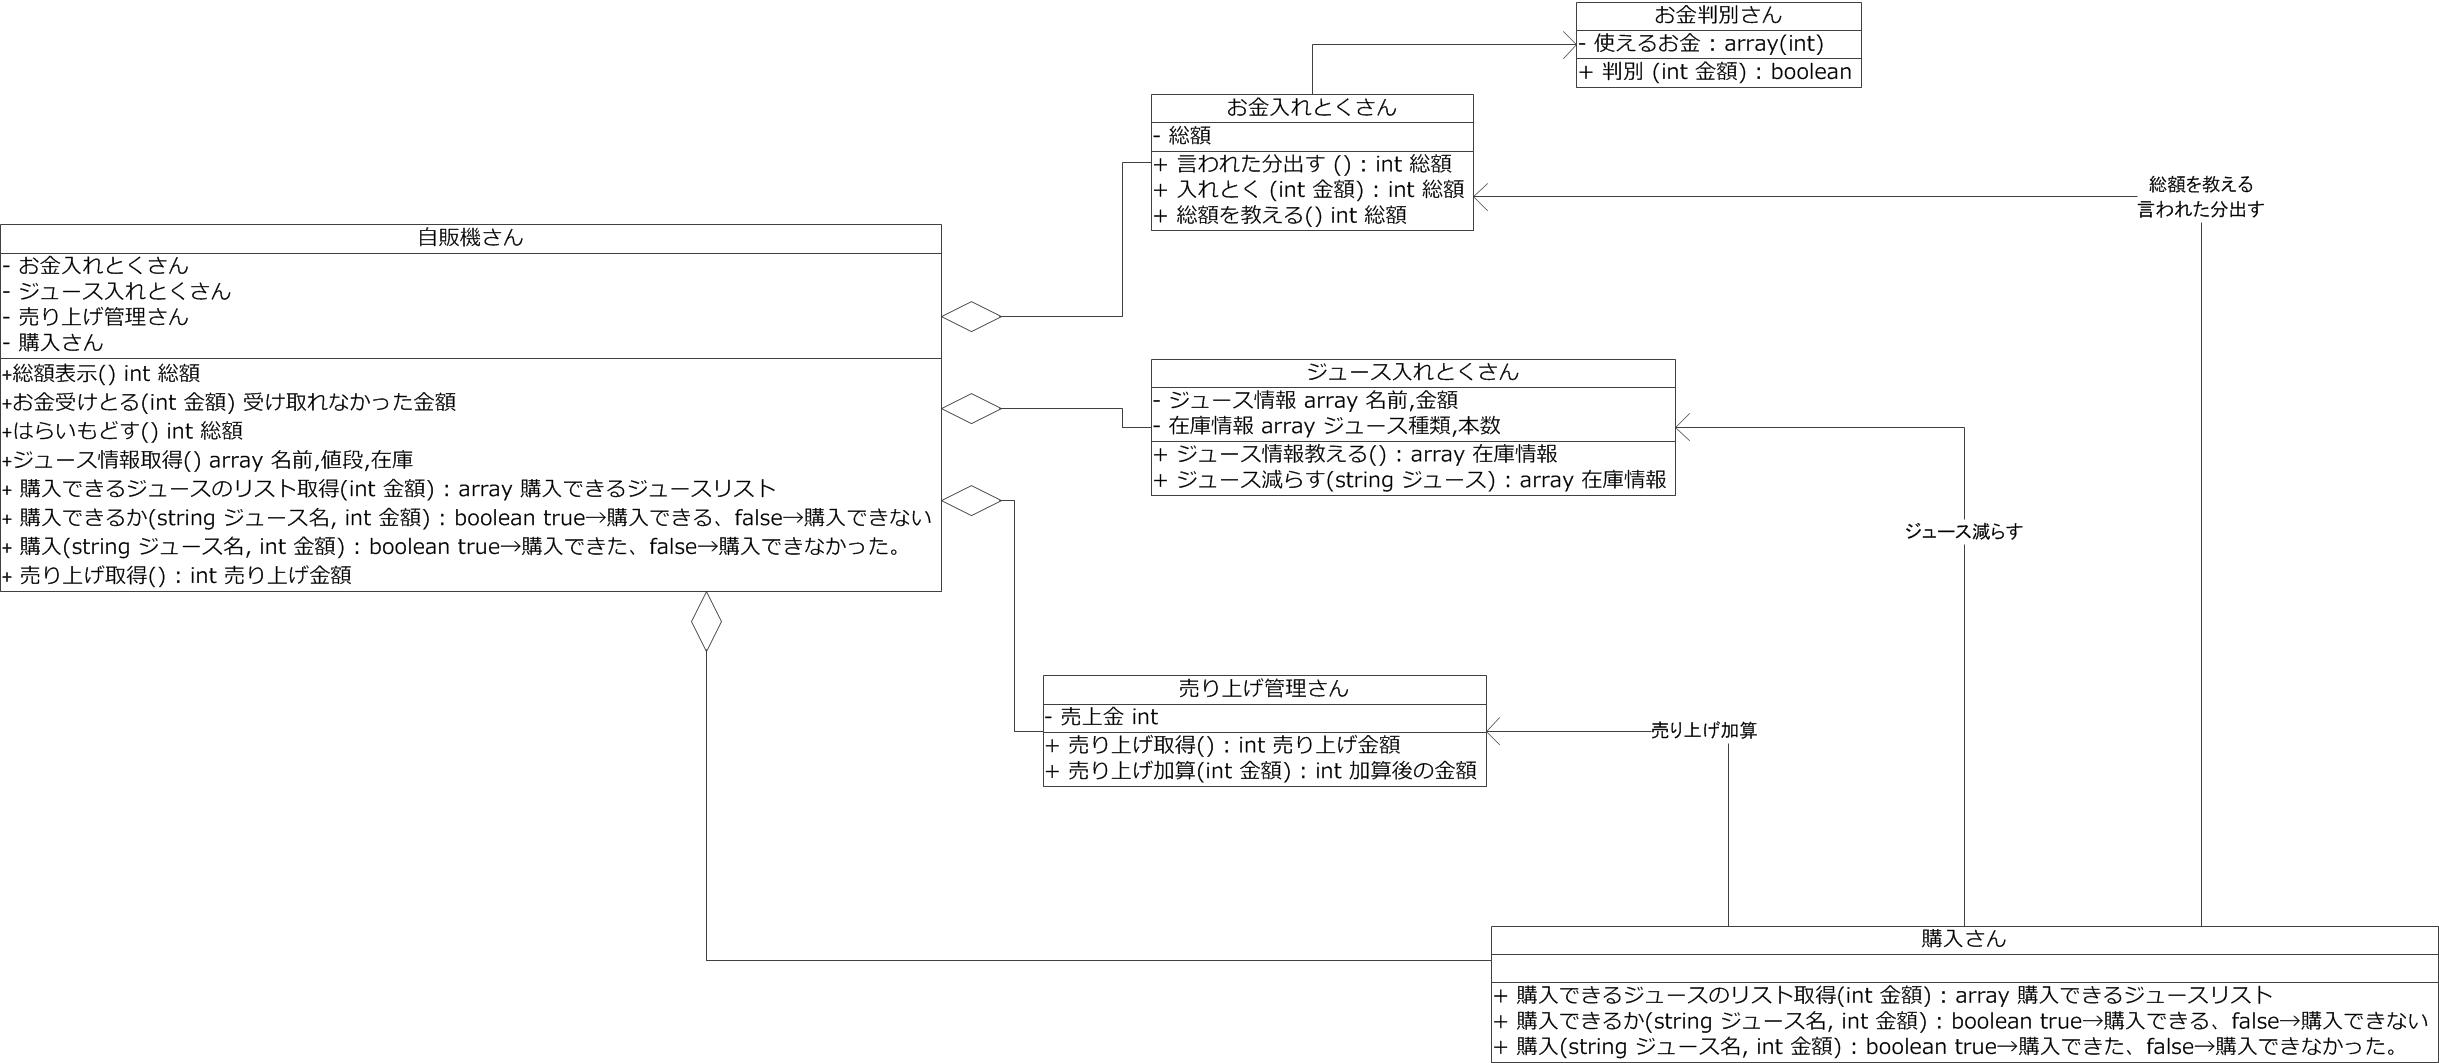 お金判別さん
- 使えるお金 : array(int)
+ 判別 (int 金額) : boolean
お金入れとくさん
- 総額
+ 言われた分出す () : int 総額
+ 入れとく (int 金額) : int 総額
+ 総額を教える() int 総額
総額を教える
言われた分出す
自販機さん
- お金入れとくさん
- ジュース入れとくさん
- 売り上げ管理さん
- 購入さん
+総額表示() int 総額
+お金受けとる(int 金額) 受け取れなかった金額
+はらいもどす() int 総額
+ジュース情報取得() array 名前,値段,在庫
+ 購入できるジュースのリスト取得(int 金額) : array 購入できるジュースリスト
+ 購入できるか(string ジュース名, int 金額) : boolean true→購入できる、false→購入できない
+ 購入(string ジュース名, int 金額) : boolean true→購入できた、false→購入できなかった。
+ 売り上げ取得() : int 売り上げ金額
ジュース入れとくさん
- ジュース情報 array 名前,金額
- 在庫情報 array ジュース種類,本数
+ ジュース情報教える() : array 在庫情報
+ ジュース減らす(string ジュース) : array 在庫情報
ジュース減らす
売り上げ管理さん
- 売上金 int
+ 売り上げ取得() : int 売り上げ金額
+ 売り上げ加算(int 金額) : int 加算後の金額
売り上げ加算
購入さん
+ 購入できるジュースのリスト取得(int 金額) : array 購入できるジュースリスト
+ 購入できるか(string ジュース名, int 金額) : boolean true→購入できる、false→購入できない
+ 購入(string ジュース名, int 金額) : boolean true→購入できた、false→購入できなかった。